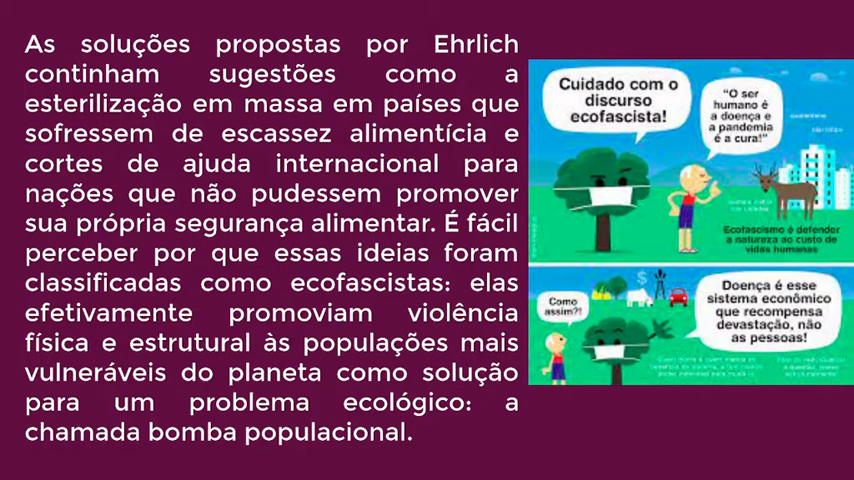 As soluções propostas por Ehrlich
continham sugestões como a
esterilização em massa em países que
sofressem de escassez alimentícia e
cortes de ajuda internacional para
nações que não pudessem promover
sua própria segurança alimentar. É fácil
perceber por que essas ideias foram
classificadas como ecofascistas: elas
efetivamente promoviam violência
física e estrutural às populações mais
vulneráveis do planeta como solução
para um problema ecológico: a
chamada bomba populacional.
Cuidado com o
discurso
ecofascista!
"O ser
humano é
a doença e
a pandemia
é a cura!"
Ecofascismo é defender
a natureza ao custo de
vidas humanas
Como
assim?!
$
Doença é esse
sistema econômico
que recompensa
devastação, não
as pessoas!